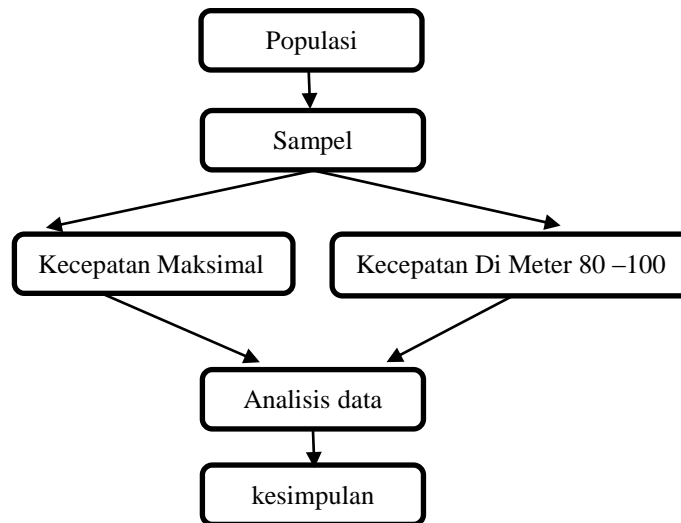 Populasi
Sampel
Kecepatan Maksimal
Kecepatan Di Meter 80 –100
Analisis data
kesimpulan